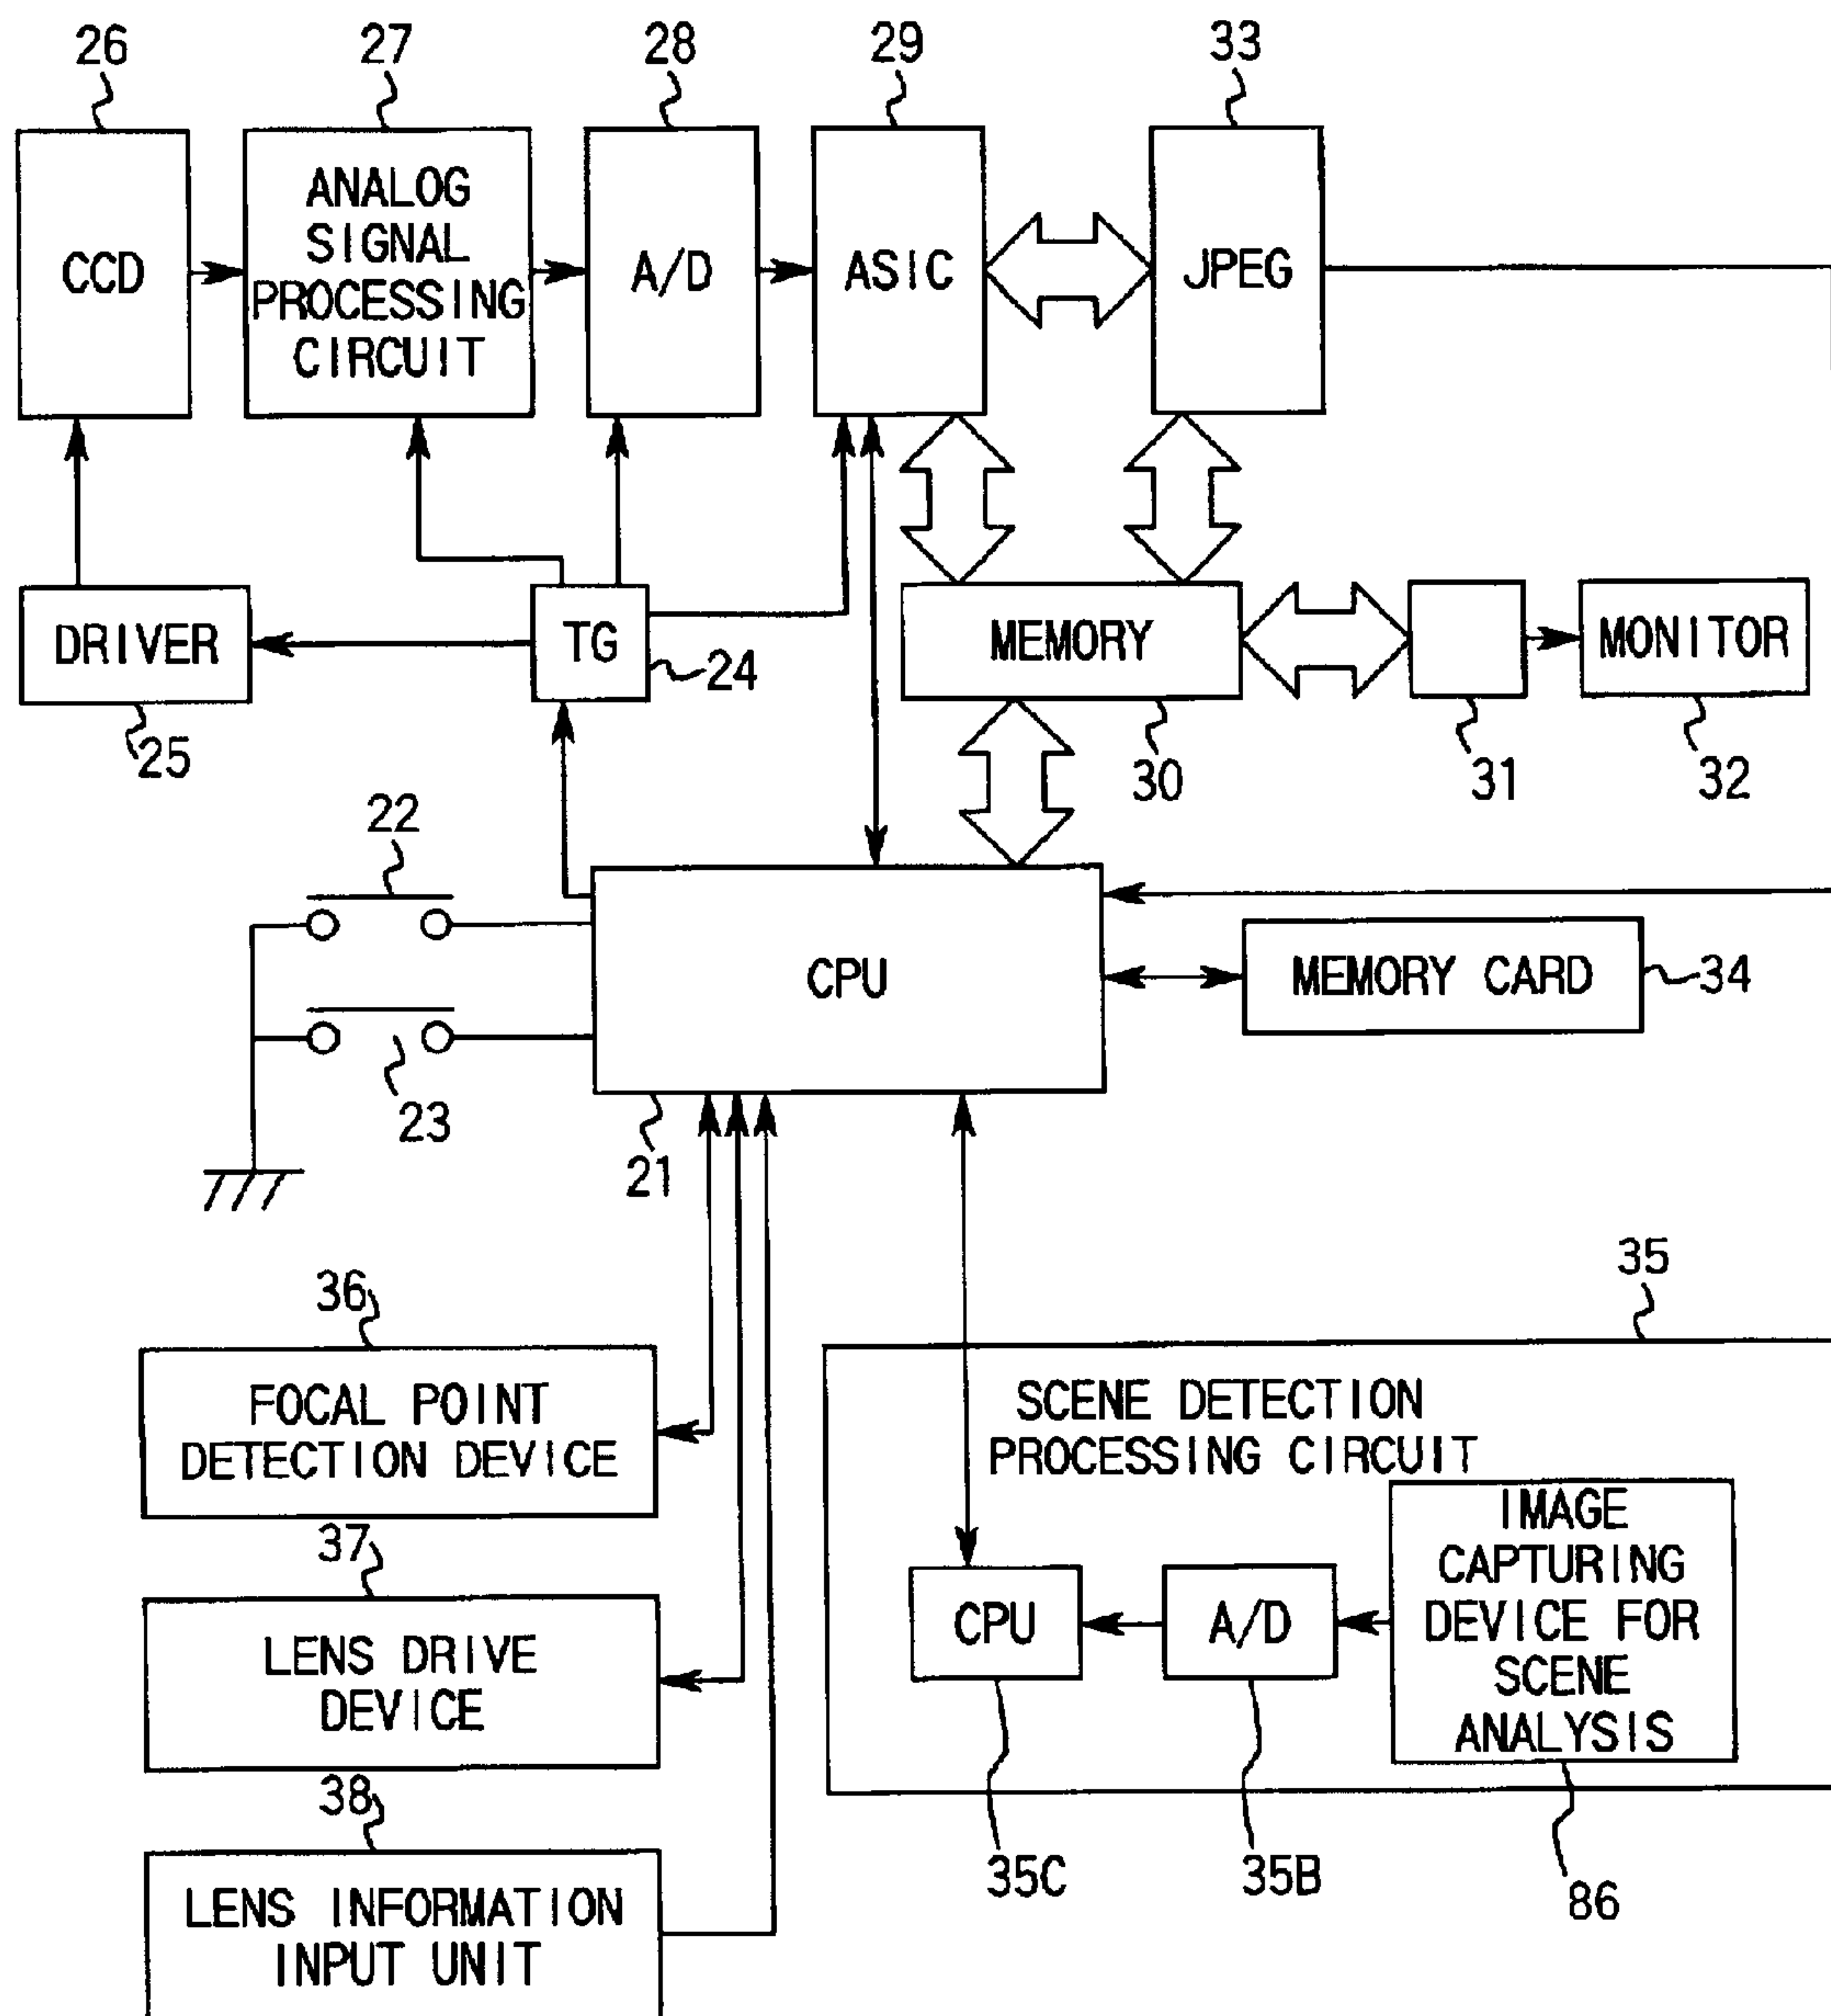 26
27
28
29
33
CCD
ANALOG
SIGNAL
PROCESSING
CIRCUIT
A/D
ASIC
JPEG
DRIVER
TG
24
MEMORY
MONITOR
25
30
31
32
22
CPU
MEMORY CARD
34
23
21
35
36
FOCAL POINT
DETECTION DEVICE
SCENE DETECTION
PROCESSING CIRCUIT
37
LENS DRIVE
DEVICE
CPU
A/D
IMAGE
CAPTURING
DEVICE FOR
SCENE
ANALYSIS
38
35C
35B
86
LENS INFORMATION
INPUT UNIT